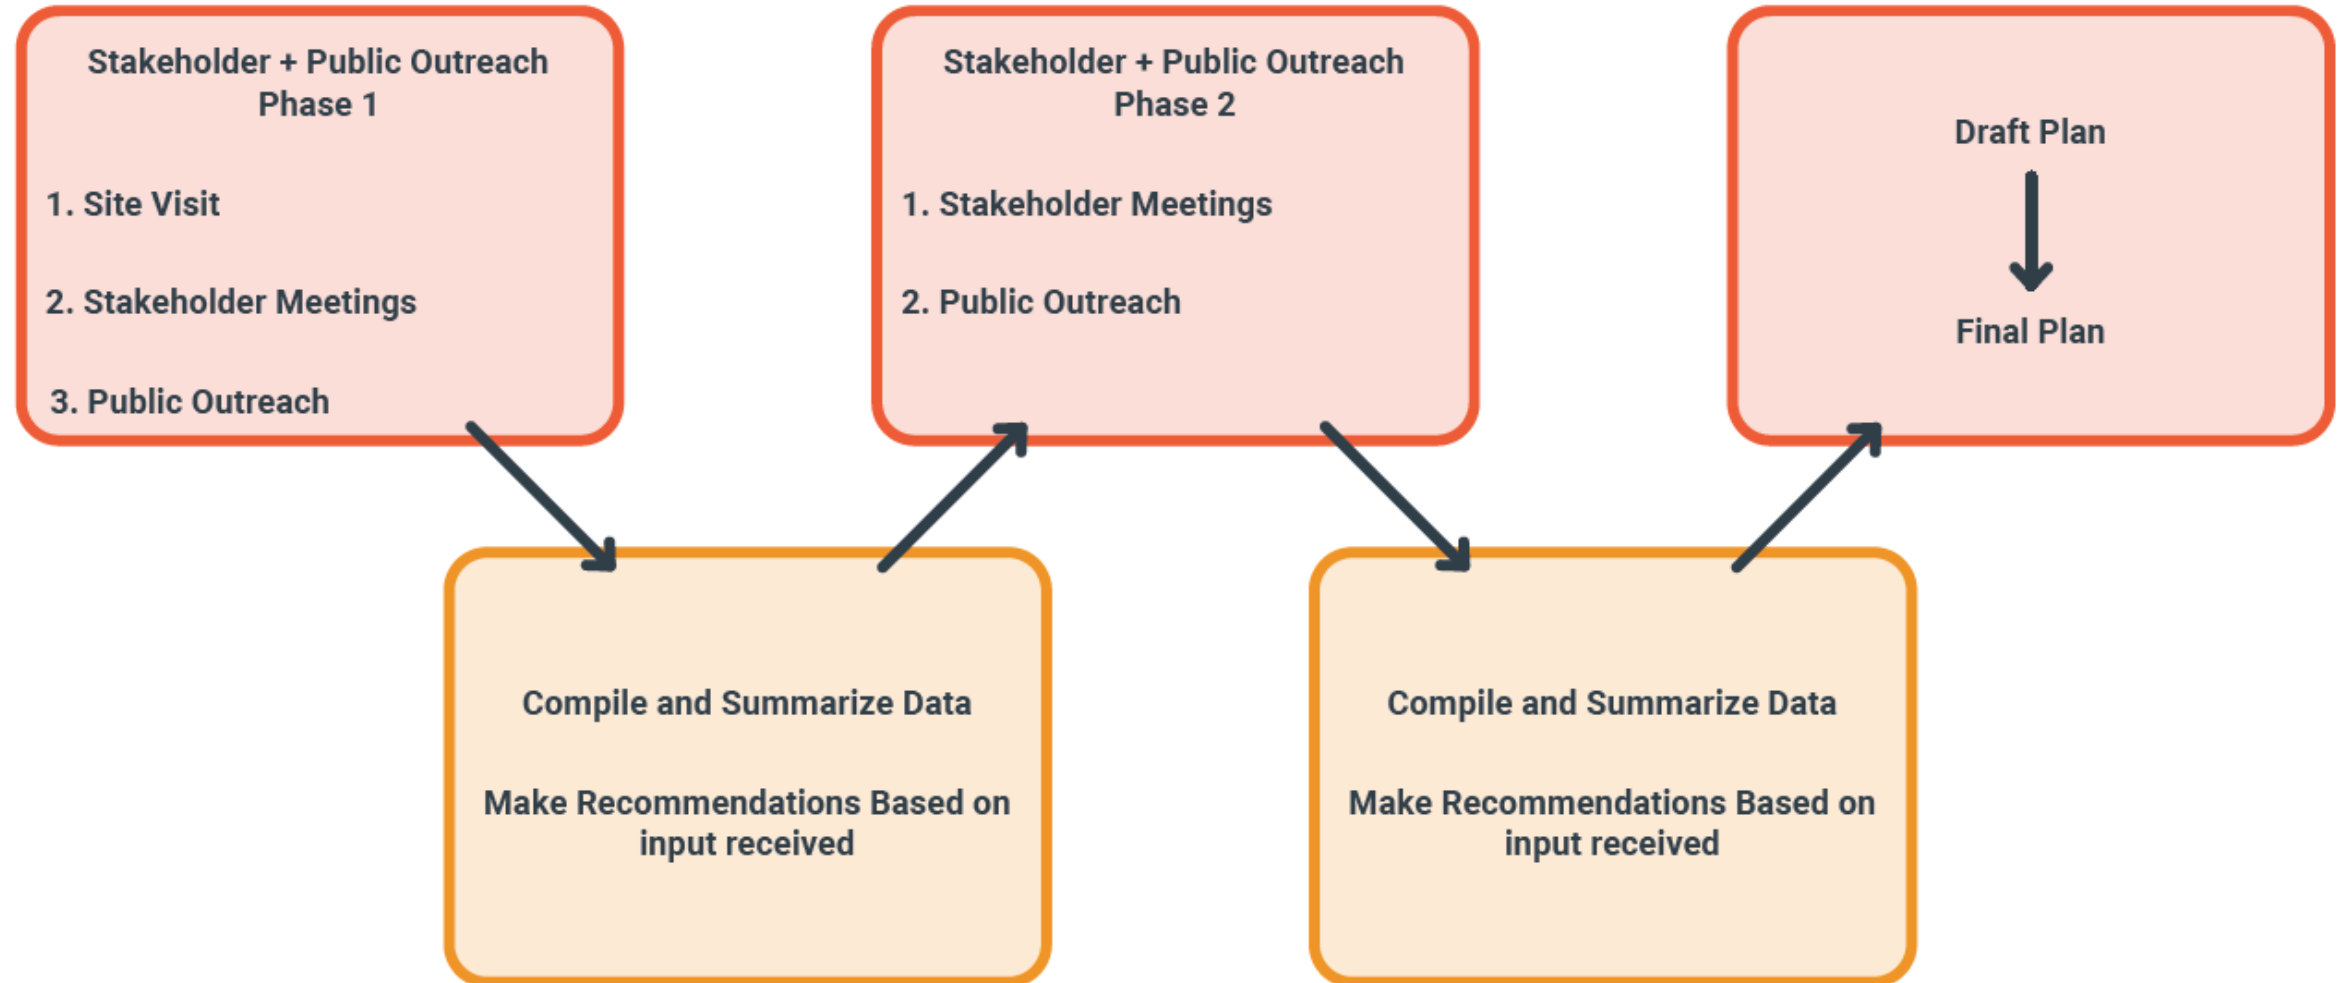 Stakeholder + Public Outreach
Phase 1
1. Site Visit
2. Stakeholder Meetings
3. Public Outreach
Compile and Summarize Data
Make Recommendations Based on
input received
Stakeholder + Public Outreach
Phase 2
1. Stakeholder Meetings
2. Public Outreach
Compile and Summarize Data
Make Recommendations Based on
input received
Draft Plan
Final Plan